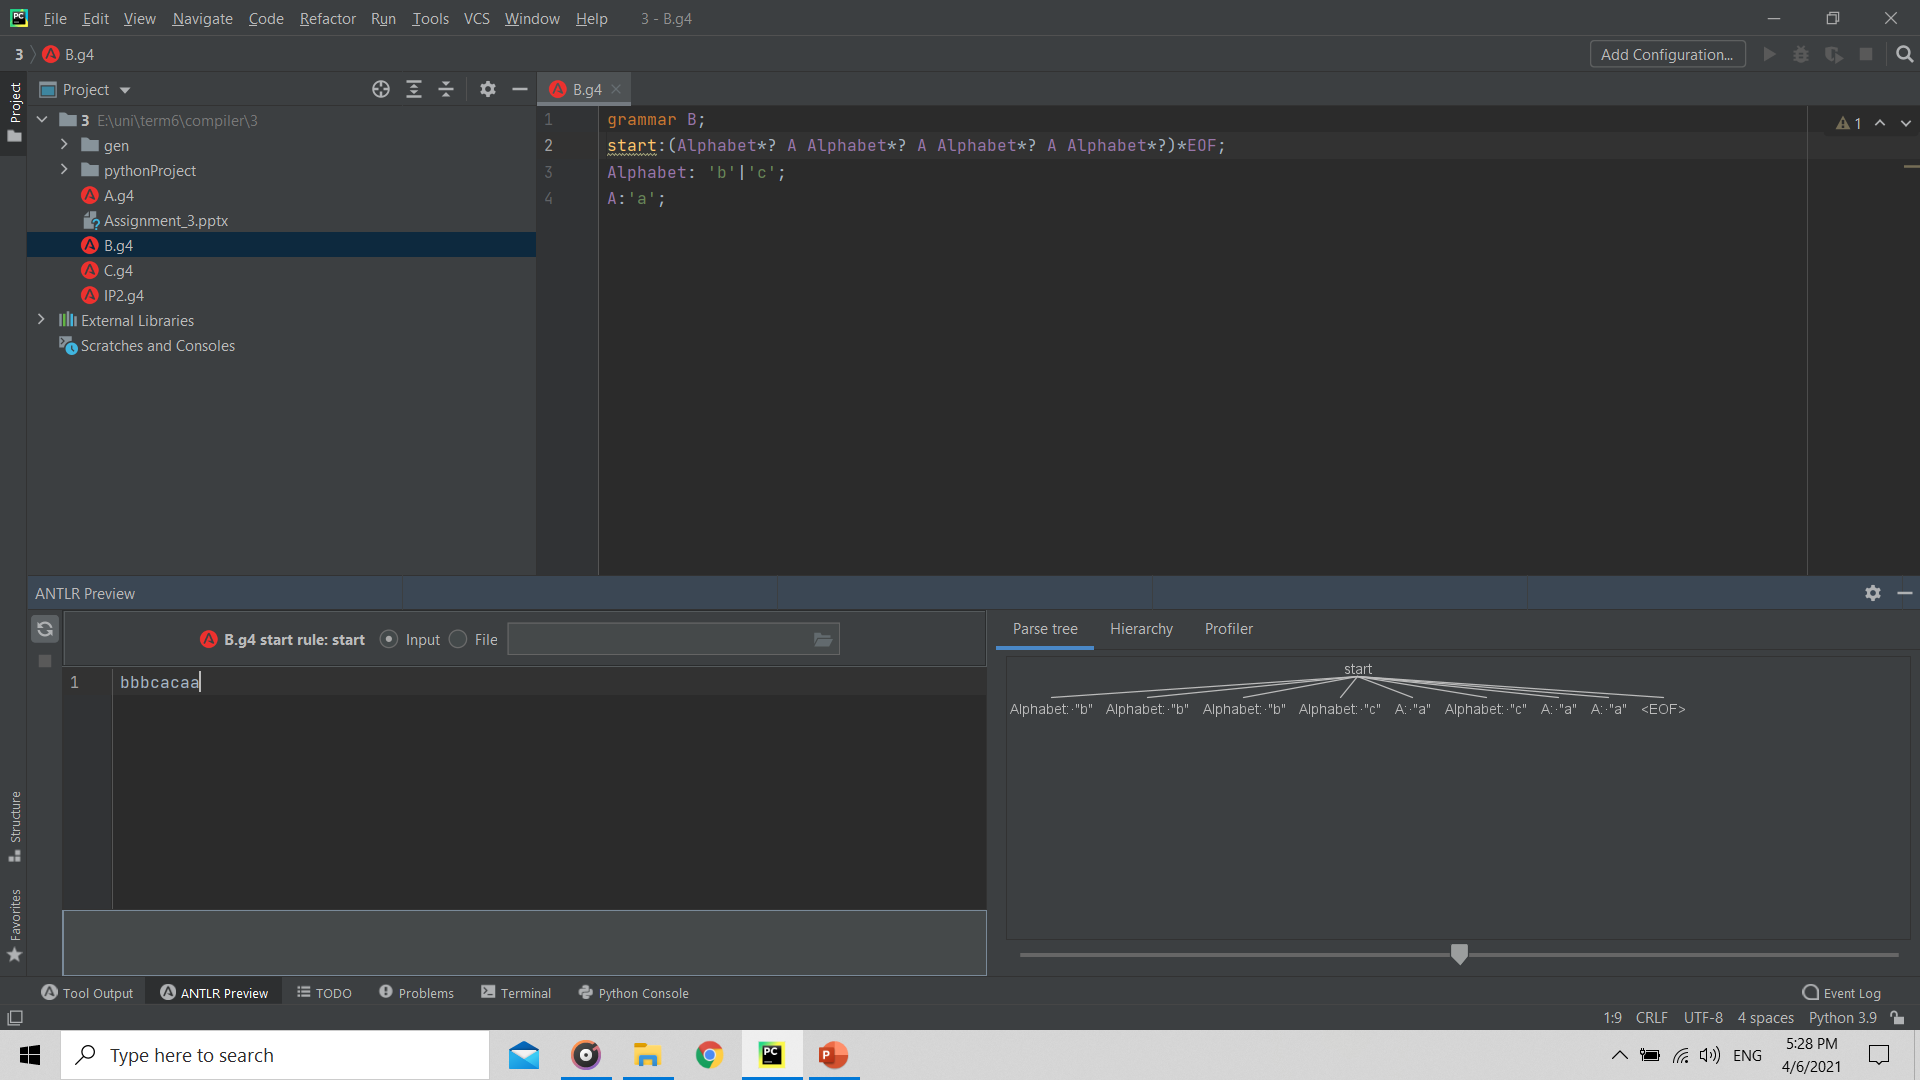 PC File Edit View Navigate Code Refactor Run Tools VCS Window Help 3 - B.g4
3 B.g4 Add Configuration...
Project
Project
B.g4
3 E:\uni\term6\compiler\3
gen
pythonProject
A.g4
Assignment_3.pptx
B.g4
C.g4
IP2.g4
External Libraries
Scratches and Consoles
1 grammar B;
2 start:(Alphabet*? A Alphabet*? A Alphabet*? A Alphabet*?)*EOF;
3 Alphabet: 'b'|'c';
4 A:'a';
1
ANTLR Preview
B.g4 start rule: start Input File
1 bbbcacaa
Parse tree Hierarchy Profiler
start
Alphabet:·"b" Alphabet:·"b" Alphabet:·"b" Alphabet:·"c" A:·"a" Alphabet:·"c" A:·"a" A:·"a" <EOF>
Structure
Favorites
Tool Output ANTLR Preview TODO Problems Terminal Python Console Event Log
1:9 CRLF UTF-8 4 spaces Python 3.9
Type here to search
PC
P
ENG
5:28 PM
4/6/2021